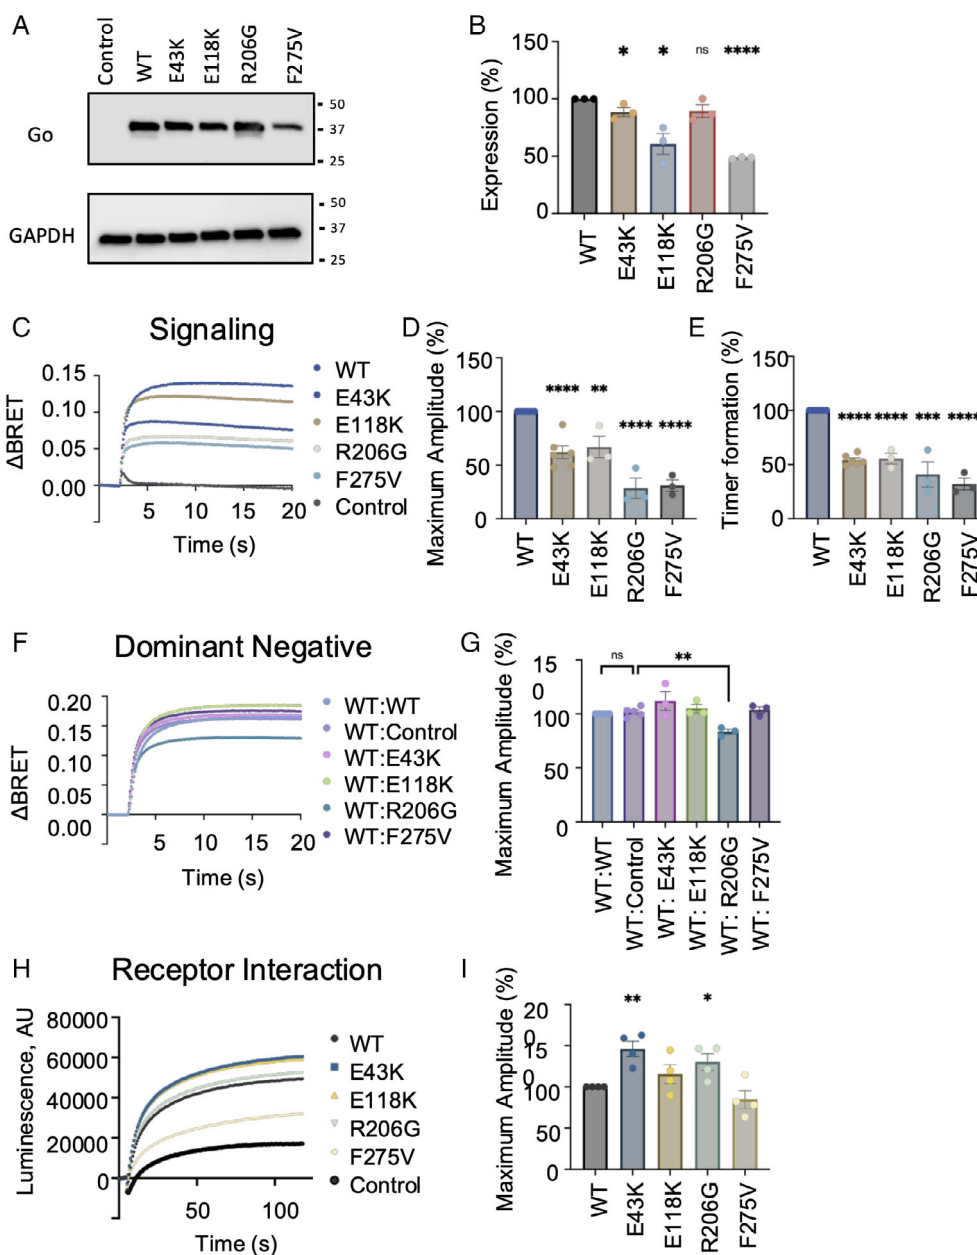 A
Control
WT
E43K
E118K
R206G
F275V
Go
50
37
25
GAPDH
50
37
25
B
Expression (%)
150
100
50
0
*
*
ns
****
WT
E43K
E118K
R206G
F275V
C
Signaling
ΔBRET
0.15
0.10
0.05
0.00
5
10
15
20
Time (s)
WT
E43K
E118K
R206G
F275V
Control
D
Maximum Amplitude (%)
150
100
50
0
****
**
****
****
WT
E43K
E118K
R206G
F275V
E
Timer formation (%)
150
100
50
0
****
****
***
****
WT
E43K
E118K
R206G
F275V
F
Dominant Negative
ΔBRET
0.20
0.15
0.10
0.05
0.00
5
10
15
20
Time (s)
WT:WT
WT:Control
WT:E43K
WT:E118K
WT:R206G
WT:F275V
G
Maximum Amplitude (%)
15
0
100
50
0
ns
**
WT:WT
WT:Control
WT: E43K
WT: E118K
WT: R206G
WT: F275V
H
Receptor Interaction
Luminescence, AU
80000
60000
40000
20000
0
50
100
Time (s)
WT
E43K
E118K
R206G
F275V
Control
I
Maximum Amplitude (%)
20
0
15
0
100
50
0
**
*
WT
E43K
E118K
R206G
F275V